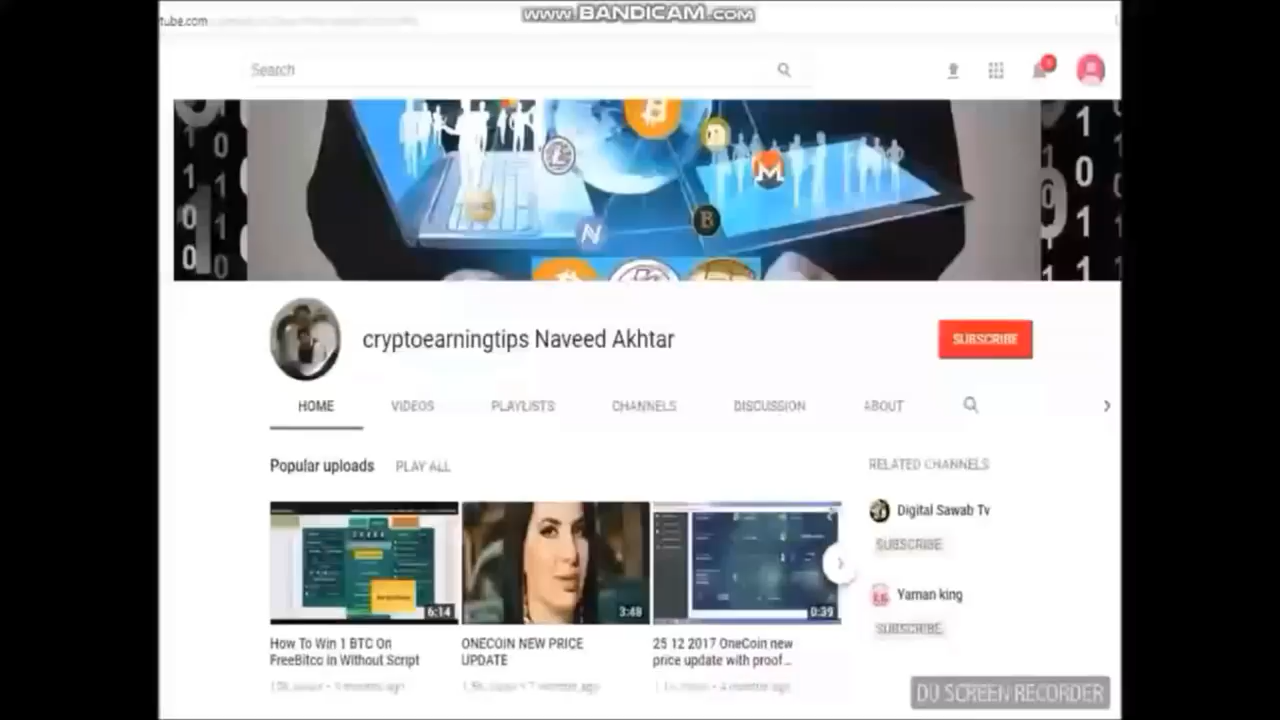 www.BANDICAM.com
tube.com
Search
cryptoearningtips Naveed Akhtar
SUBSCRIBE
HOME VIDEOS PLAYLISTS CHANNELS DISCUSSION ABOUT
Popular uploads PLAY ALL
6:14
3:48
0:39
How To Win 1 BTC On
FreeBitco in Without Script
ONECOIN NEW PRICE
UPDATE
25 12 2017 OneCoin new
price update with proof...
RELATED CHANNELS
Digital Sawab Tv
SUBSCRIBE
Yaman king
SUBSCRIBE
DU SCREEN RECORDER